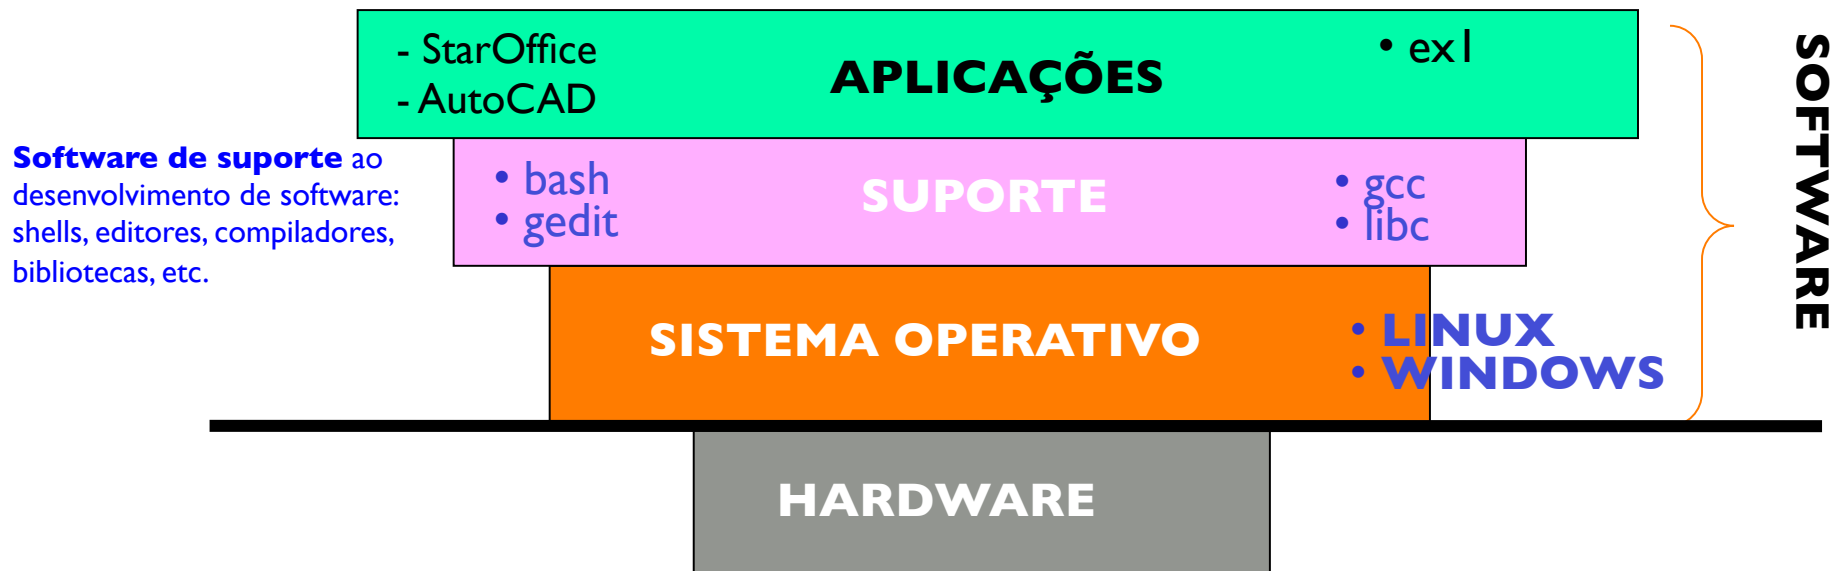 - StarOffice
- AutoCAD
APLICAÇÕES
• ex1
SOFTWARE
Software de suporte ao
desenvolvimento de software:
shells, editores, compiladores,
bibliotecas, etc.
• bash
• gedit
SUPORTE
• gcc
• libc
SISTEMA OPERATIVO
• LINUX
• WINDOWS
HARDWARE